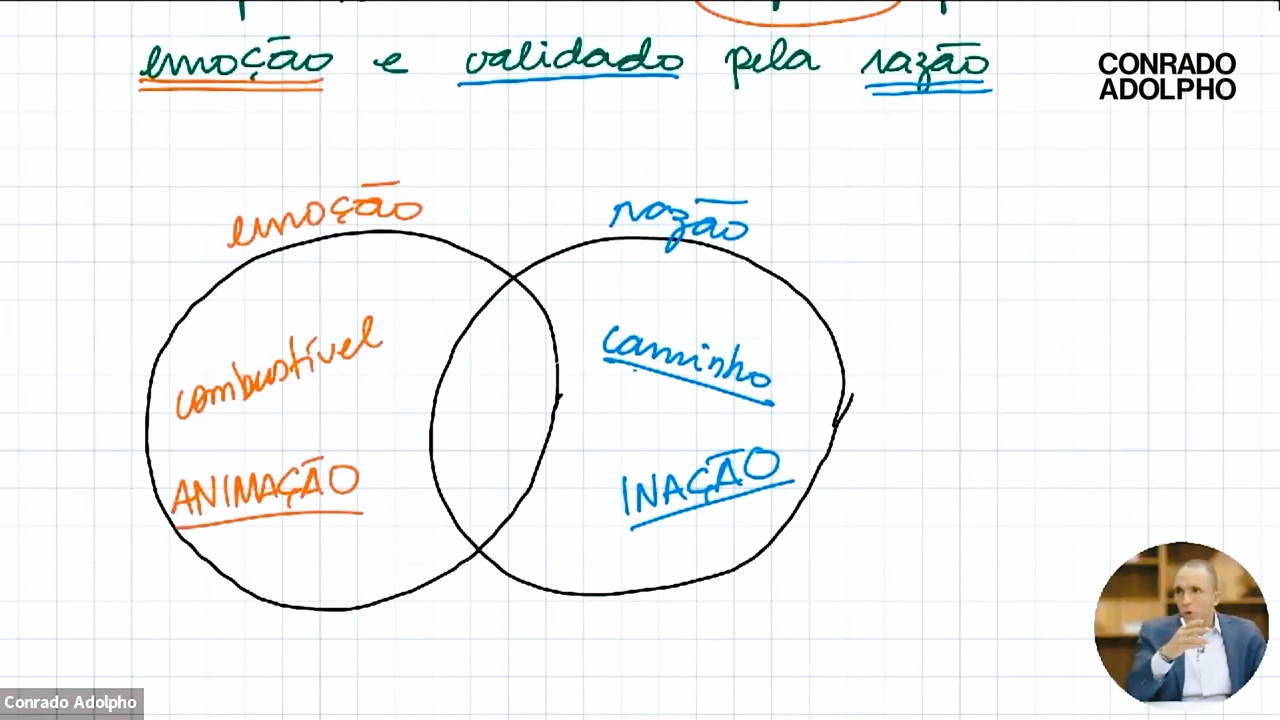 emoção e validado pela razão
CONRADO
ADOLPHO
emoção
razão
combustível
caminho
ANIMAÇÃO
INAÇÃO
Conrado Adolpho